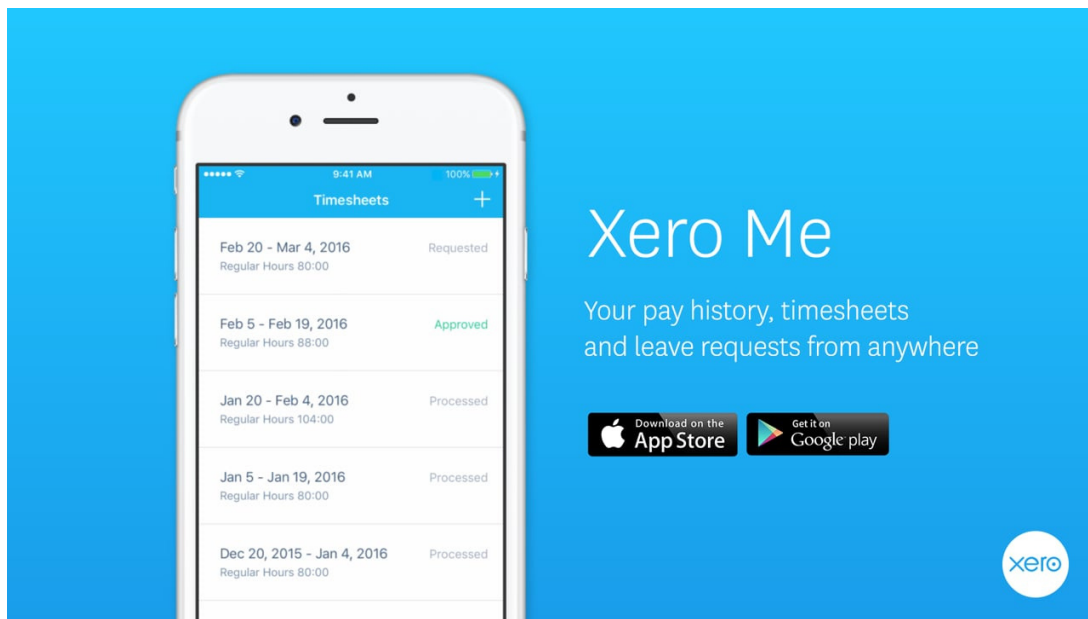 9:41 AM
100%
Timesheets
Feb 20 - Mar 4, 2016
Requested
Regular Hours 80:00
Feb 5 - Feb 19, 2016
Approved
Regular Hours 88:00
Jan 20 - Feb 4, 2016
Processed
Regular Hours 104:00
Jan 5 - Jan 19, 2016
Processed
Regular Hours 80:00
Dec 20, 2015 - Jan 4, 2016
Processed
Regular Hours 80:00
Xero Me
Your pay history, timesheets
and leave requests from anywhere
Download on the
App Store
Get it on
Google play
xero